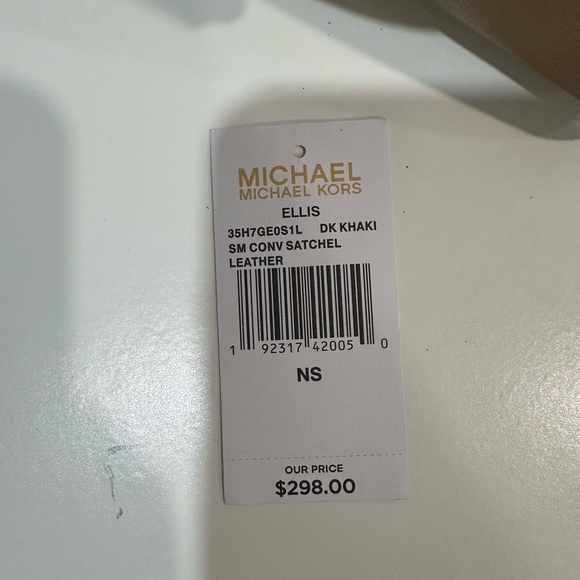 MICHAEL
MICHAEL KORS
ELLIS
35H7GE0S1L DK KHAKI
SM CONV SATCHEL
LEATHER
1 92317 42005 0
NS
OUR PRICE
$298.00